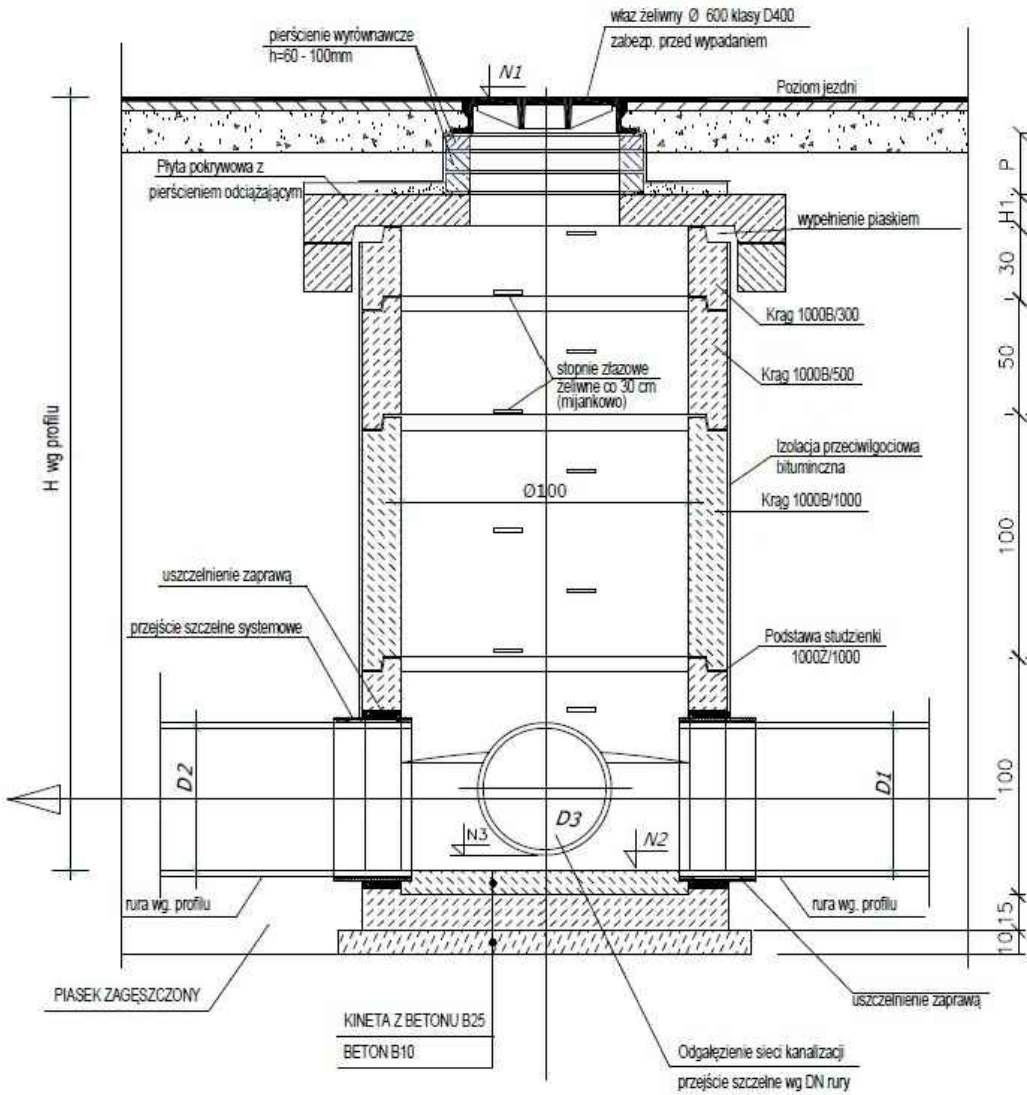 właz żeliwny Ø 600 klasy D400
zabezp. przed wypadaniem
pierścienie wyrównawcze
h=60 - 100mm
N1
Poziom jezdni
Płyta pokrywowa z
pierścieniem odciążającym
P
H1
wypełnienie piaskiem
30
Krąg 1000B/300
50
Krąg 1000B/500
stopnie złazowe
żeliwne co 30 cm
(mijankowo)
H wg profilu
Izolacja przeciwilgociowa
bituminczna
Ø100
Krąg 1000B/1000
100
uszczelnienie zaprawą
przejście szczelne systemowe
Podstawa studzienki
1000Z/1000
D2
D1
100
D3
N3
N2
rura wg. profilu
rura wg. profilu
15
10
PIASEK ZAGĘSZCZONY
uszczelnienie zaprawą
KINETA Z BETONU B25
BETON B10
Odgałęzienie sieci kanalizacji
przejście szczelne wg DN rury